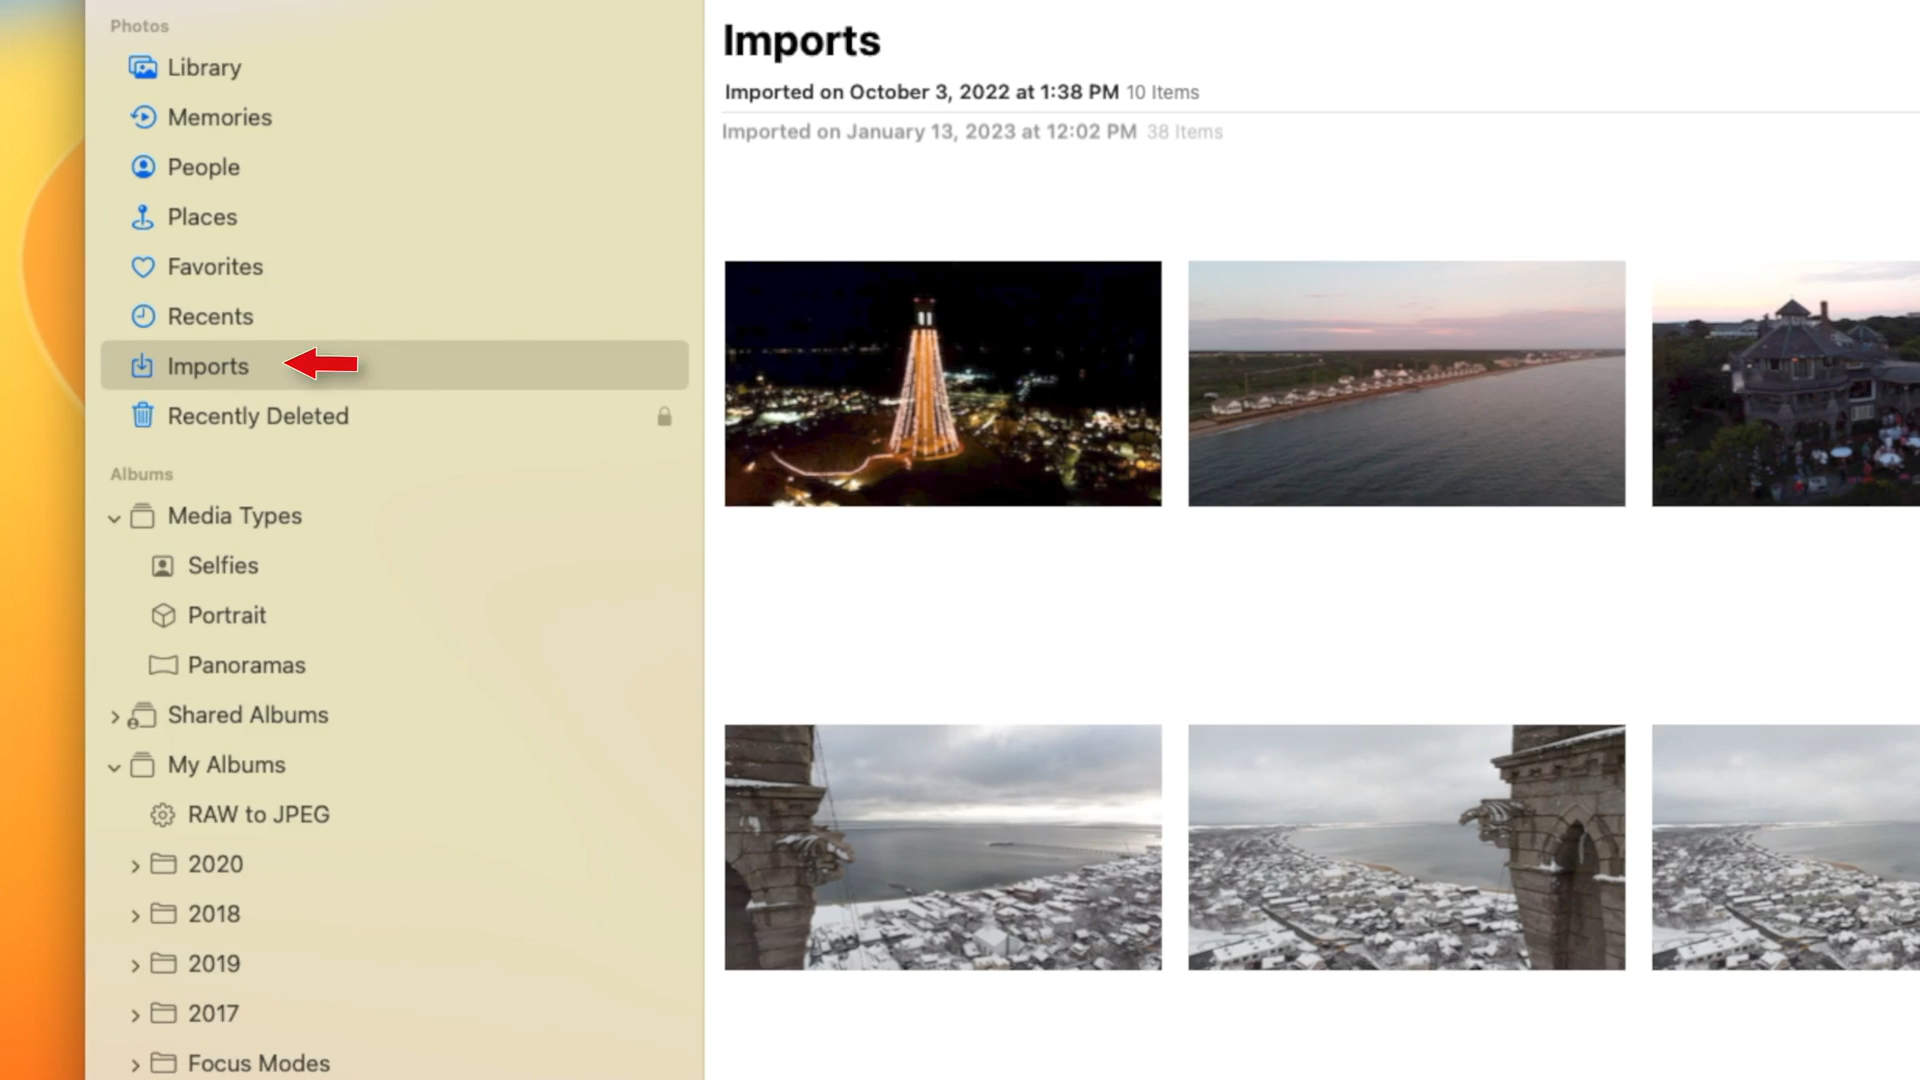 Photos
Library
Memories
People
Places
Favorites
Recents
Imports
Recently Deleted
Albums
Media Types
Selfies
Portrait
Panoramas
Shared Albums
My Albums
RAW to JPEG
2020
2018
2019
2017
Focus Modes
Imports
Imported on October 3, 2022 at 1:38 PM 10 Items
Imported on January 13, 2023 at 12:02 PM 38 Items